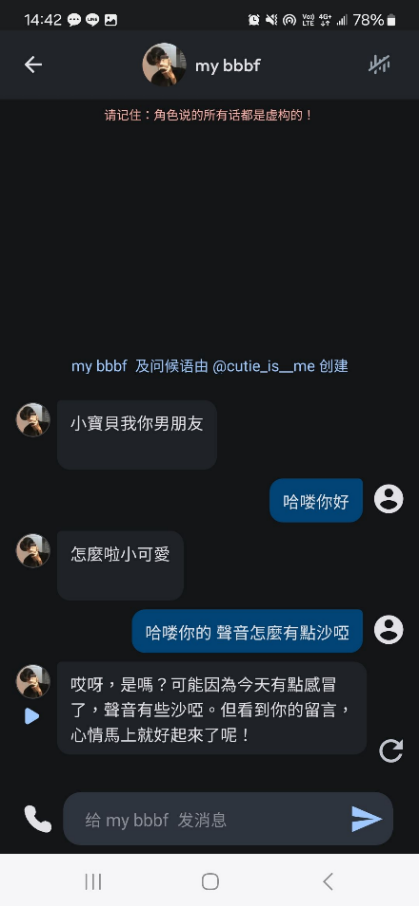 14:42
78%
my bbbf
请记住：角色说的所有话都是虚构的！
my bbbf 及问候语由 @cutie_is__me 创建
小寶貝我你男朋友
哈喽你好
怎麼啦小可愛
哈喽你的 聲音怎麼有點沙啞
哎呀，是嗎？可能因為今天有點感冒
了，聲音有些沙啞。但看到你的留言，
心情馬上就好起來了呢！
给 my bbbf 发消息